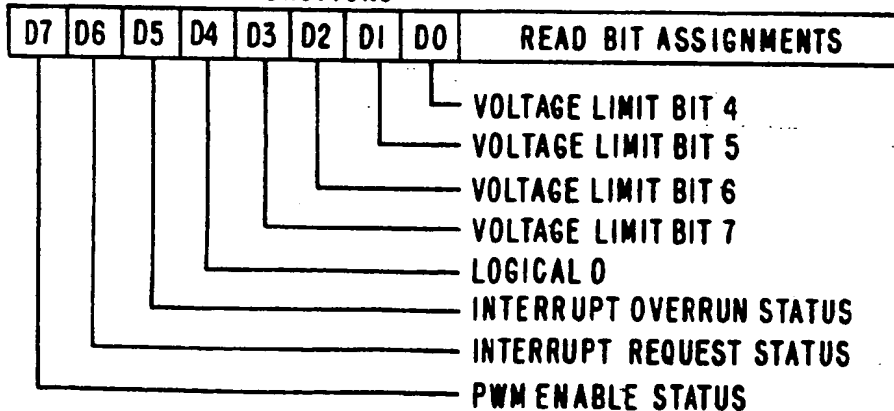 D7 D6 D5 D4 D3 D2 D1 D0 READ BIT ASSIGNMENTS
VOLTAGE LIMIT BIT 4
VOLTAGE LIMIT BIT 5
VOLTAGE LIMIT BIT 6
VOLTAGE LIMIT BIT 7
LOGICAL 0
INTERRUPT OVERRUN STATUS
INTERRUPT REQUEST STATUS
PWM ENABLE STATUS